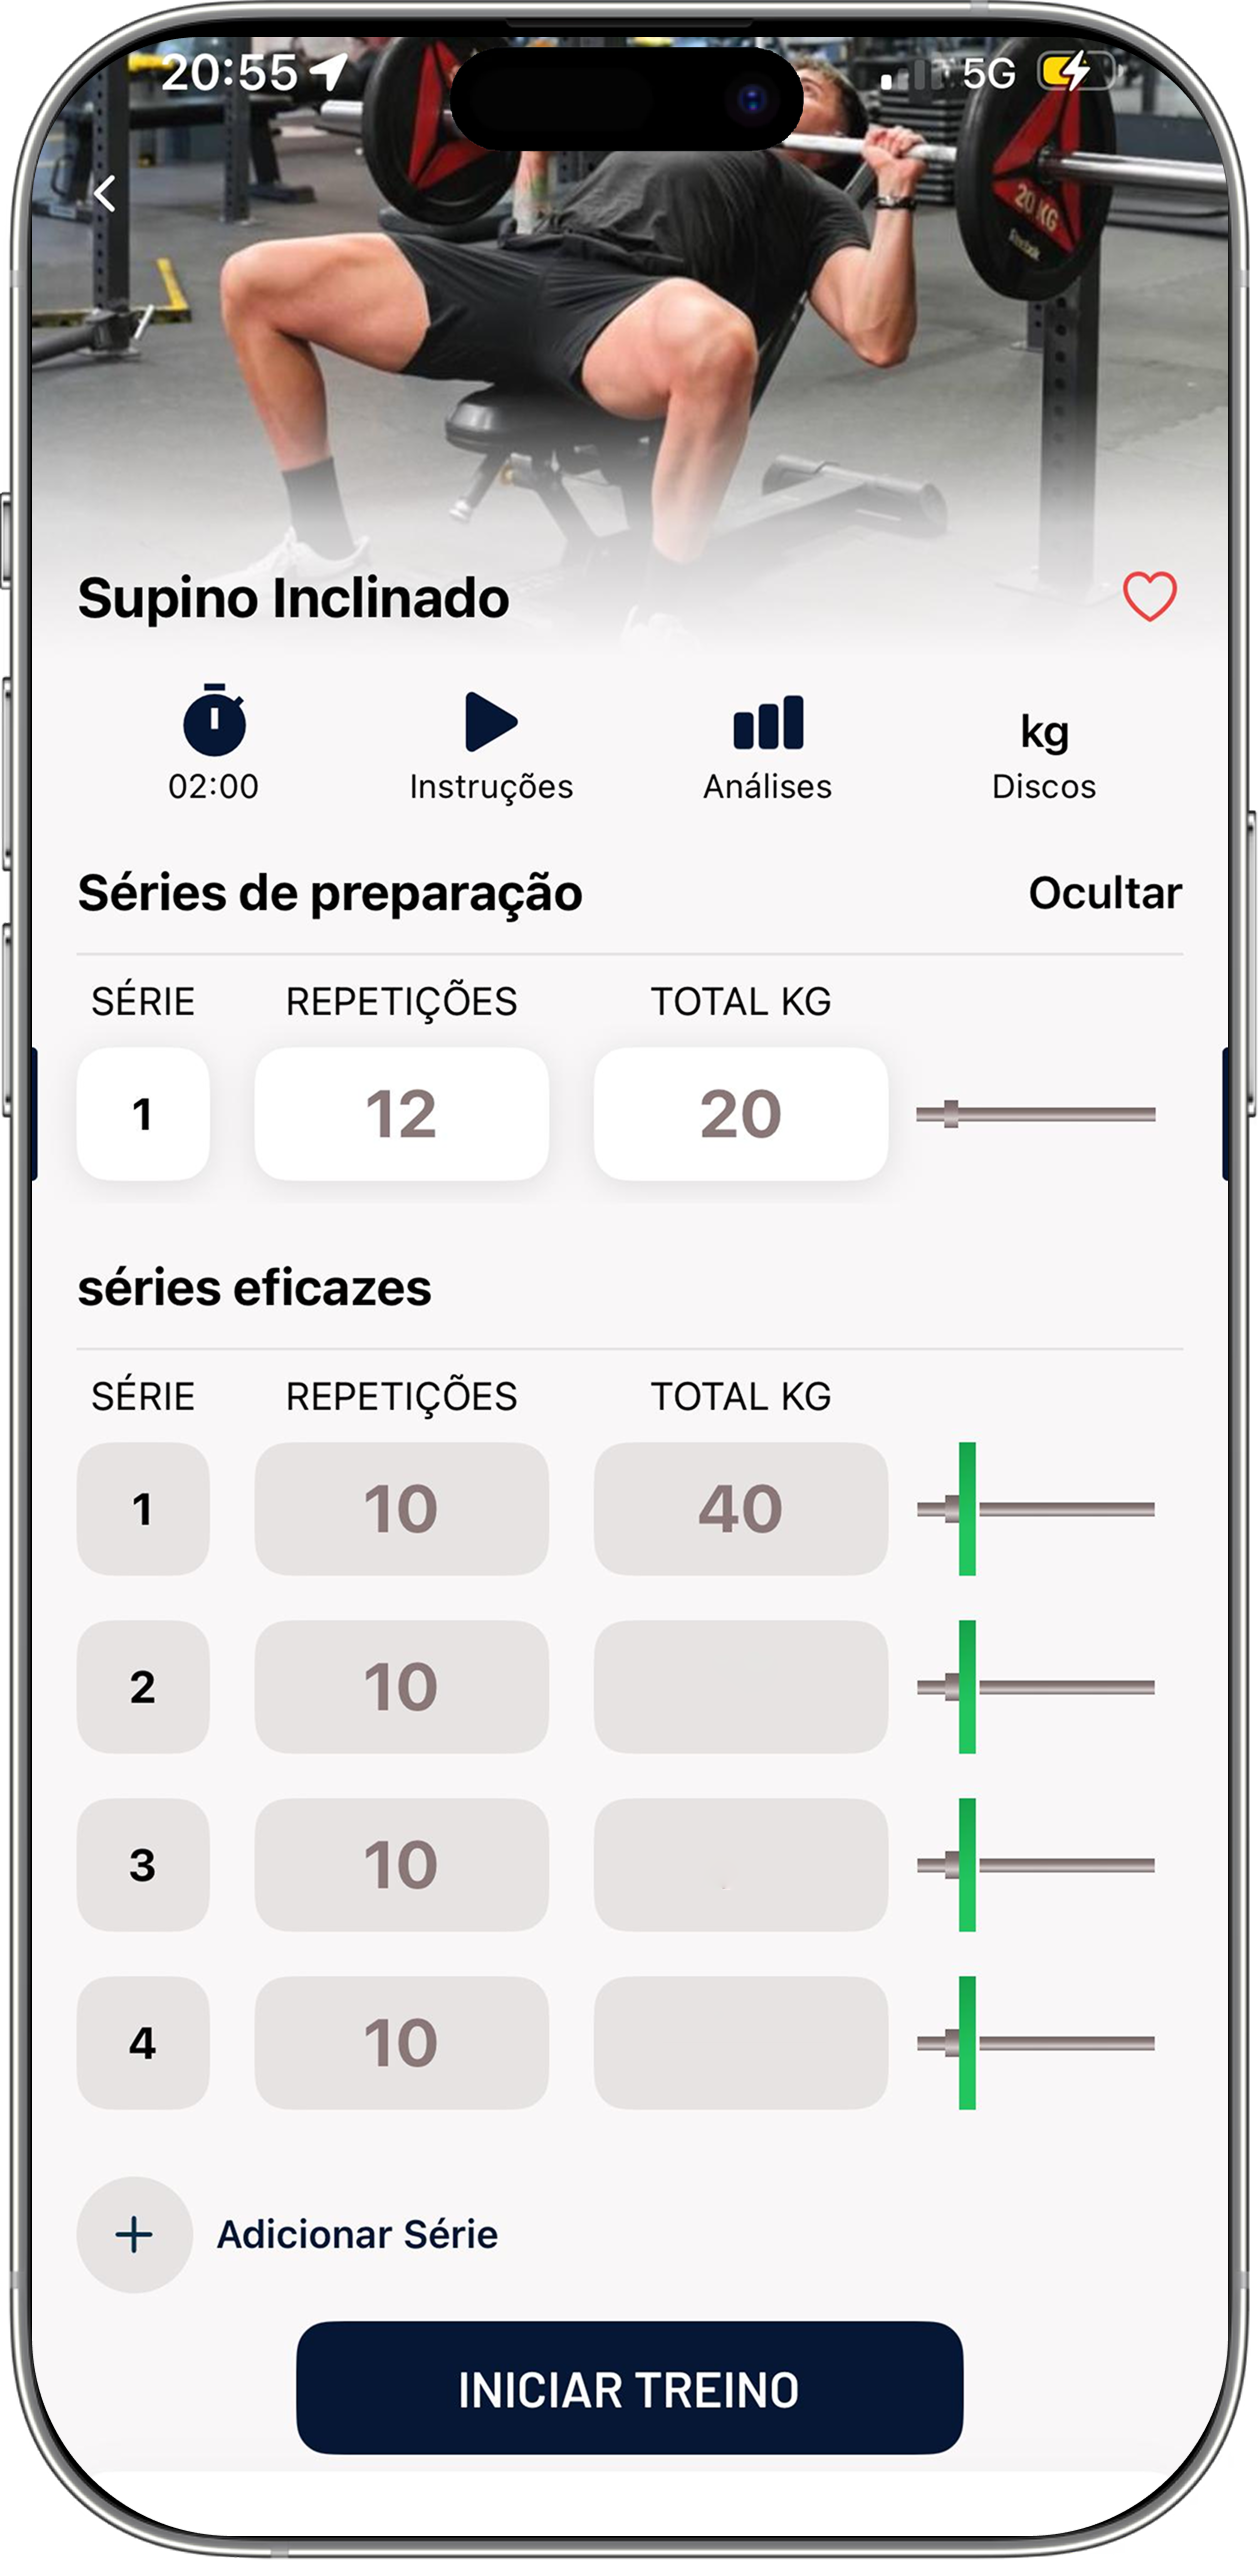 20:55
5G
20 KG
Reebok
Supino Inclinado
02:00
Instruções
Análises
kg
Discos
Séries de preparação
Ocultar
SÉRIE REPETIÇÕES TOTAL KG
1 12 20
séries eficazes
SÉRIE REPETIÇÕES TOTAL KG
1 10 40
2 10
3 10
4 10
+ Adicionar Série
INICIAR TREINO